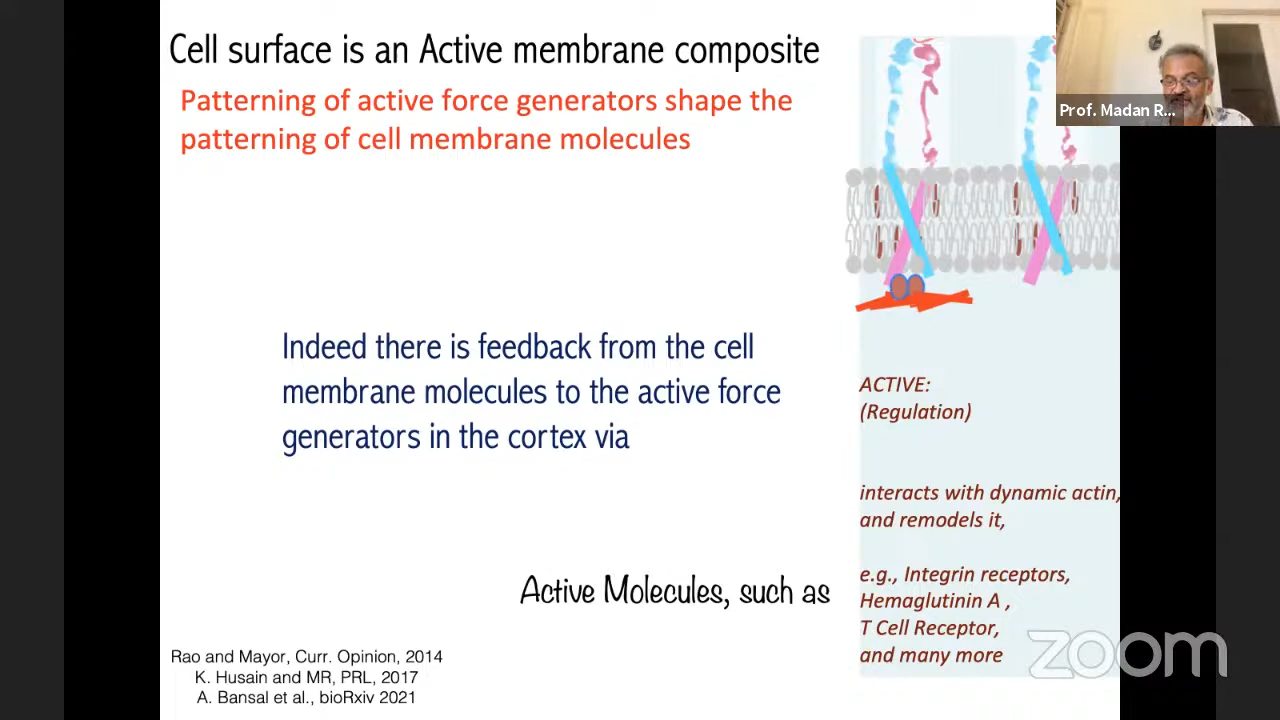 Cell surface is an Active membrane composite
Patterning of active force generators shape the
patterning of cell membrane molecules
Prof. Madan R...
Indeed there is feedback from the cell
membrane molecules to the active force
generators in the cortex via
ACTIVE:
(Regulation)
interacts with dynamic actin,
and remodels it,
Active Molecules, such as
e.g., Integrin receptors,
Hemaglutinin A ,
T Cell Receptor,
and many more
Rao and Mayor, Curr. Opinion, 2014
K. Husain and MR, PRL, 2017
A. Bansal et al., bioRxiv 2021
zoom